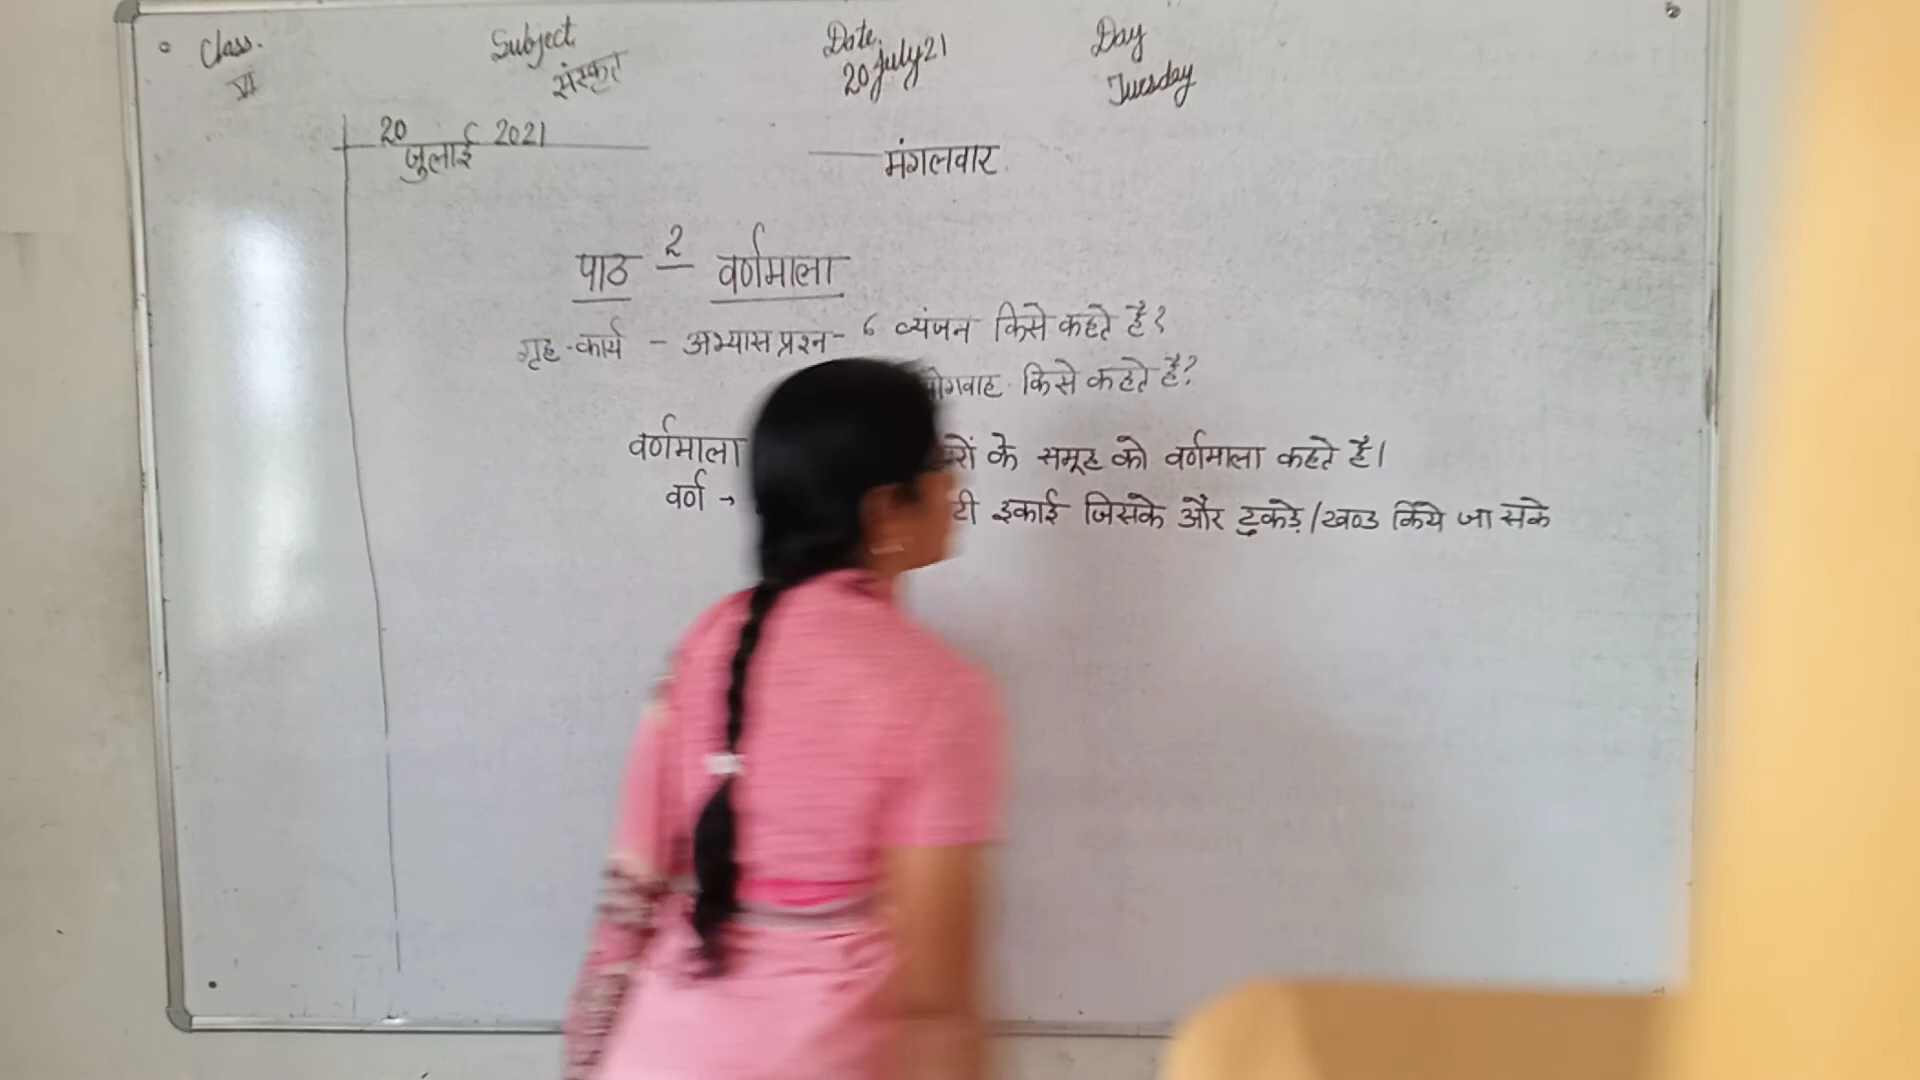 Class. Subject Date. Day
VI संस्कृत 20 July 21 Tuesday
20 जुलाई 2021 मंगलवार
पाठ - 2 वर्णमाला
गृह-कार्य - अभ्यास प्रश्न - 6 व्यंजन किसे कहते है?
किसे कहते है?
वर्णमाला के समूह को वर्णमाला कहते है।
वर्ण → इकाई जिसके और टुकड़े/खण्ड किये जा सके